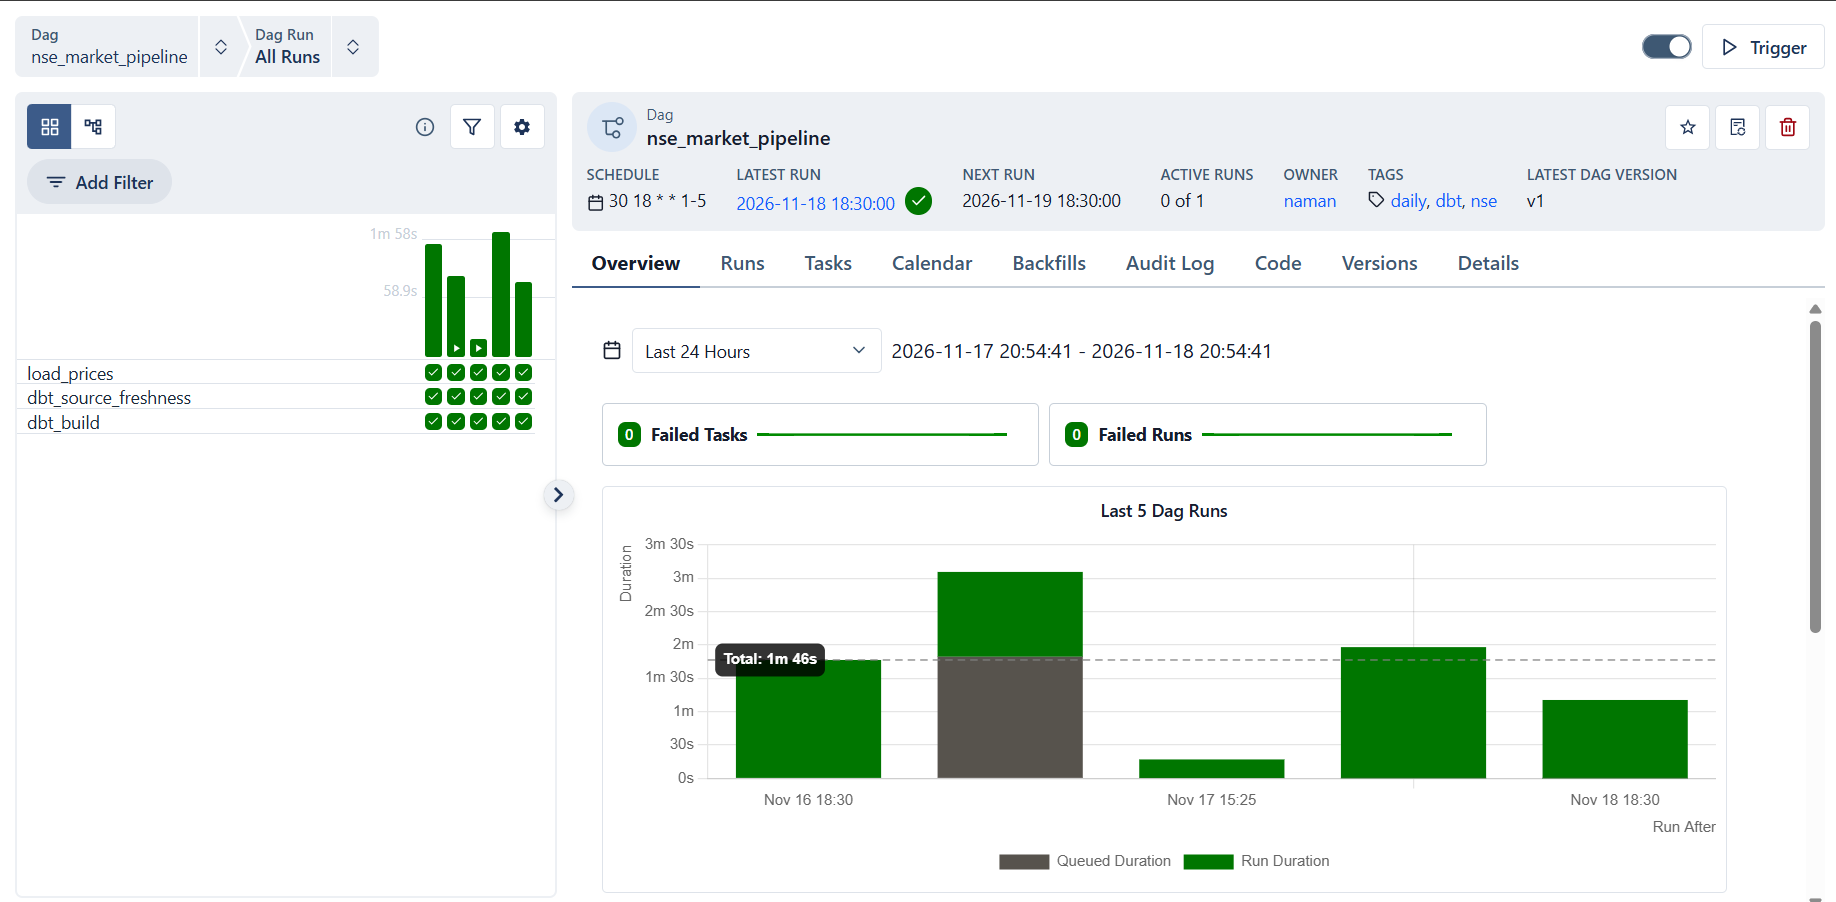 Dag
nse_market_pipeline
Dag Run
All Runs
Trigger
Add Filter
1m 58s
58.9s
load_prices
dbt_source_freshness
dbt_build
Dag
nse_market_pipeline
SCHEDULE
30 18 * * 1-5
LATEST RUN
2026-11-18 18:30:00
NEXT RUN
2026-11-19 18:30:00
ACTIVE RUNS
0 of 1
OWNER
naman
TAGS
daily, dbt, nse
LATEST DAG VERSION
v1
Overview Runs Tasks Calendar Backfills Audit Log Code Versions Details
Last 24 Hours
2026-11-17 20:54:41 - 2026-11-18 20:54:41
0 Failed Tasks
0 Failed Runs
Last 5 Dag Runs
Duration
3m 30s
3m
2m 30s
2m
1m 30s
1m
30s
0s
Total: 1m 46s
Nov 16 18:30
Nov 17 15:25
Nov 18 18:30
Run After
Queued Duration
Run Duration